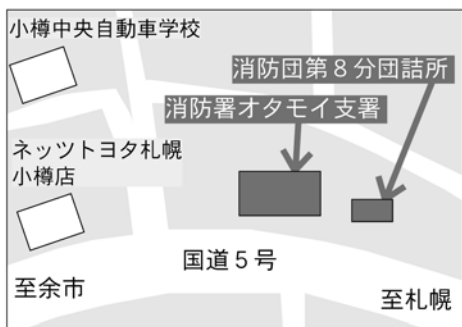 小樽中央自動車学校
消防団第８分団詰所
消防署オタモイ支署
ネッツトヨタ札幌
小樽店
国道５号
至余市
至札幌